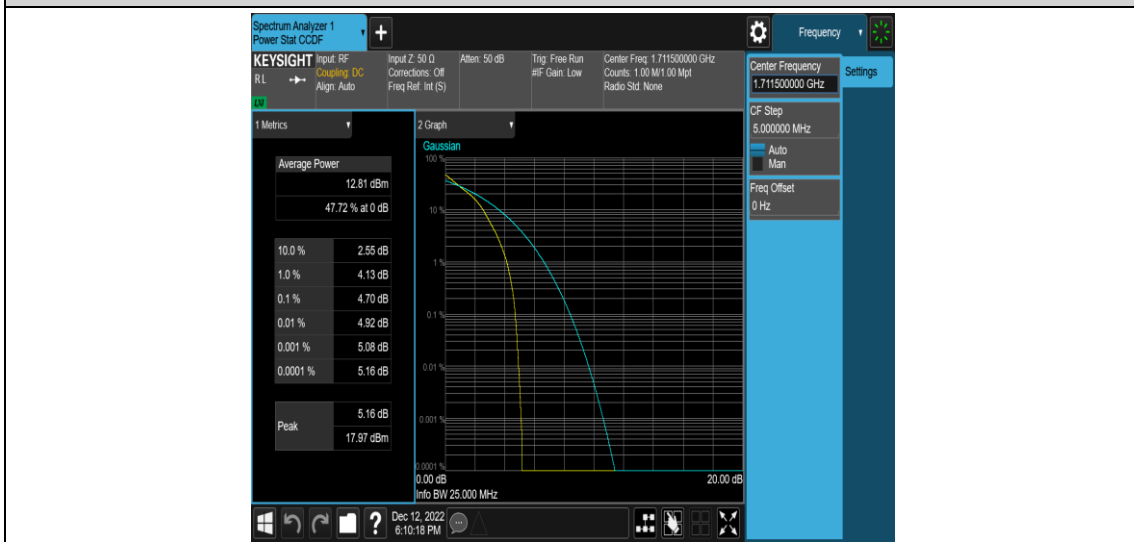 Spectrum Analyzer 1
Power Stat CCDF
+
Frequency
KEYSIGHT
RL
Input: RF
Coupling: DC
Align: Auto
Input Z: 50 Ω
Corrections: Off
Freq Ref: Int (S)
Atten: 50 dB
Trig: Free Run
#IF Gain: Low
Center Freq: 1.711500000 GHz
Counts: 1.00 M/1.00 Mpt
Radio Std: None
Center Frequency
1.711500000 GHz
Settings
CF Step
5.000000 MHz
Auto
Man
Freq Offset
0 Hz
1 Metrics
Average Power
12.81 dBm
47.72 % at 0 dB
10.0 % 2.55 dB
1.0 % 4.13 dB
0.1 % 4.70 dB
0.01 % 4.92 dB
0.001 % 5.08 dB
0.0001 % 5.16 dB
Peak
5.16 dB
17.97 dBm
2 Graph
Gaussian
100 %
10 %
1 %
0.1 %
0.01 %
0.001 %
0.0001 %
0.00 dB 20.00 dB
Info BW 25.000 MHz
?
Dec 12, 2022
6:10:18 PM